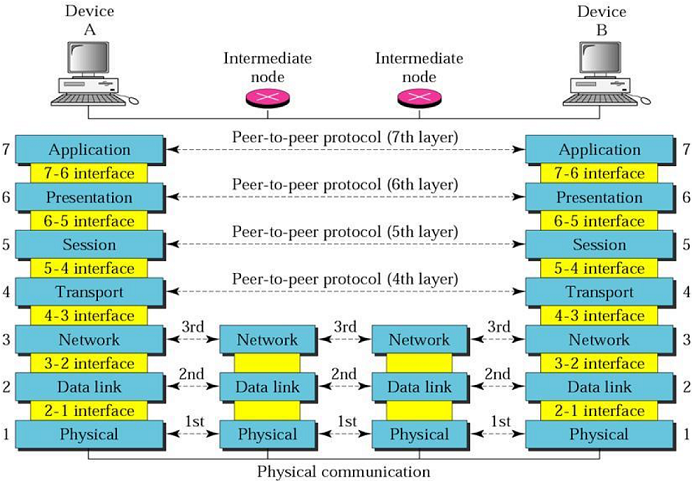 Device
A
Device
B
Intermediate
node
Intermediate
node
7 Application Peer-to-peer protocol (7th layer) Application 7
7-6 interface 7-6 interface
6 Presentation Peer-to-peer protocol (6th layer) Presentation 6
6-5 interface 6-5 interface
5 Session Peer-to-peer protocol (5th layer) Session 5
5-4 interface 5-4 interface
4 Transport Peer-to-peer protocol (4th layer) Transport 4
4-3 interface 4-3 interface
3 Network 3rd Network 3rd Network 3rd Network 3
3-2 interface 3-2 interface
2 Data link 2nd Data link 2nd Data link 2nd Data link 2
2-1 interface 2-1 interface
1 Physical 1st Physical 1st Physical 1st Physical 1
Physical communication